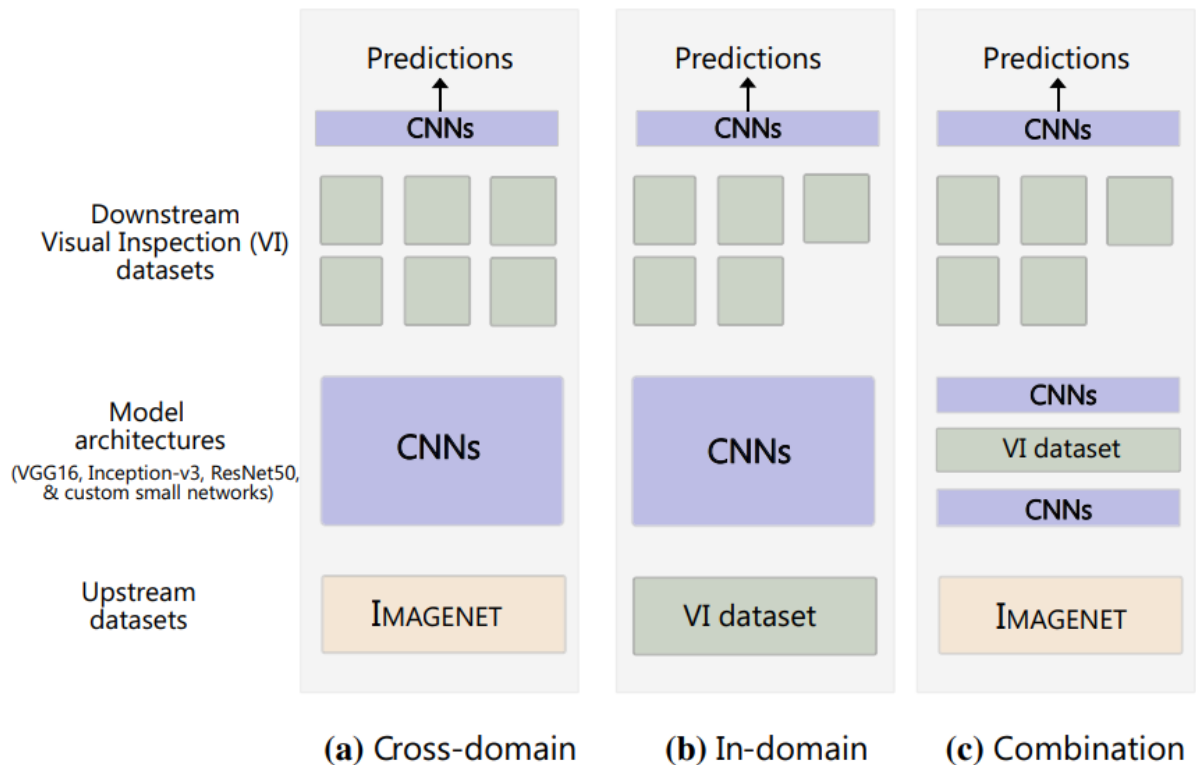 Predictions
Predictions
Predictions
CNNs
CNNs
CNNs
Downstream
Visual Inspection (VI)
datasets
Model
architectures
(VGG16, Inception-v3, ResNet50,
& custom small networks)
CNNs
CNNs
CNNs
VI dataset
CNNs
Upstream
datasets
IMAGENET
VI dataset
IMAGENET
(a) Cross-domain
(b) In-domain
(c) Combination